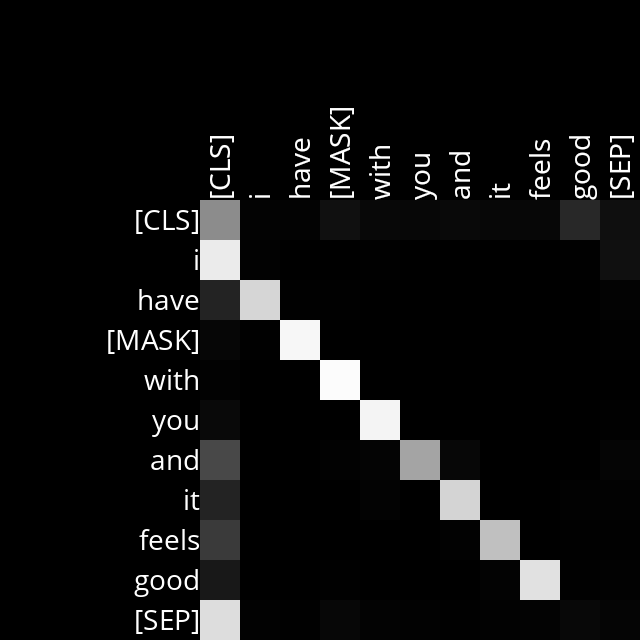 [CLS] i have [MASK] with you and it feels good [SEP]
[CLS]
i
have
[MASK]
with
you
and
it
feels
good
[SEP]